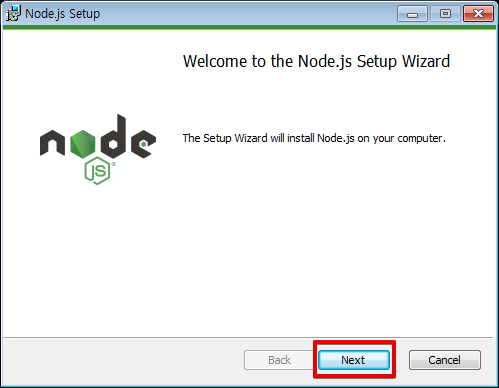 Node.js Setup
Welcome to the Node.js Setup Wizard
node
JS
The Setup Wizard will install Node.js on your computer.
Back
Next
Cancel